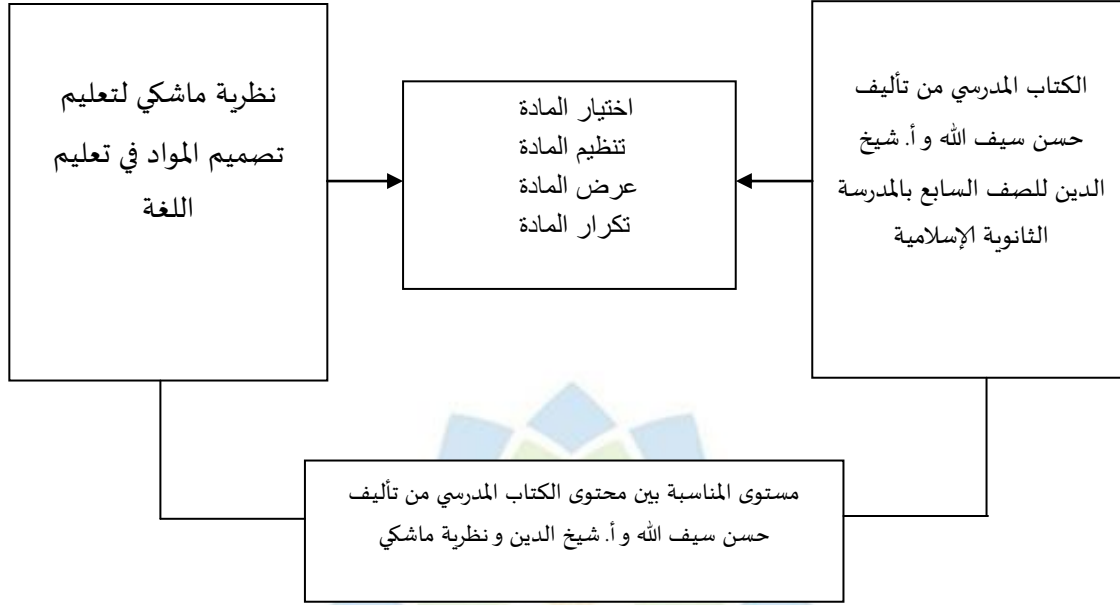 الكتاب المدرسي من تأليف
حسن سيف الله و أ. شيخ
الدين للصف السابع بالمدرسة
الثانوية الإسلامية
اختيار المادة
تنظيم المادة
عرض المادة
تكرار المادة
نظرية ماشكي لتعليم
تصميم المواد في تعليم
اللغة
مستوى المناسبة بين محتوى الكتاب المدرسي من تأليف
حسن سيف الله و أ. شيخ الدين و نظرية ماشكي